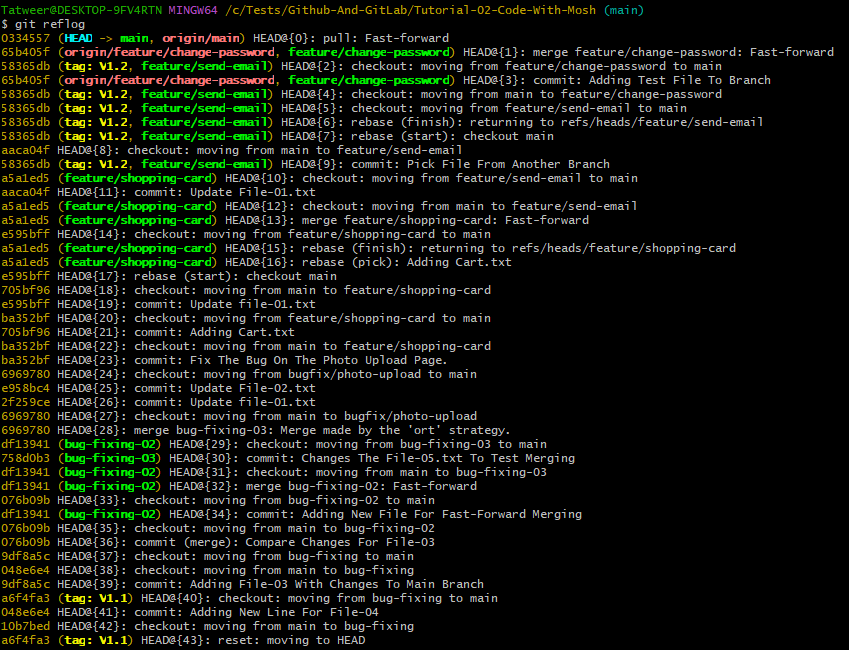 Tatweer@DESKTOP-9FV4RTN MINGW64 /c/Tests/Github-And-GitLab/Tutorial-02-Code-With-Mosh (main)
$ git reflog
0334557 (HEAD -> main, origin/main) HEAD@{0}: pull: Fast-forward
65b405f (origin/feature/change-password, feature/change-password) HEAD@{1}: merge feature/change-password: Fast-forward
58365db (tag: V1.2, feature/send-email) HEAD@{2}: checkout: moving from feature/change-password to main
65b405f (origin/feature/change-password, feature/change-password) HEAD@{3}: commit: Adding Test File To Branch
58365db (tag: V1.2, feature/send-email) HEAD@{4}: checkout: moving from main to feature/change-password
58365db (tag: V1.2, feature/send-email) HEAD@{5}: checkout: moving from feature/send-email to main
58365db (tag: V1.2, feature/send-email) HEAD@{6}: rebase (finish): returning to refs/heads/feature/send-email
58365db (tag: V1.2, feature/send-email) HEAD@{7}: rebase (start): checkout main
aaca04f HEAD@{8}: checkout: moving from main to feature/send-email
58365db (tag: V1.2, feature/send-email) HEAD@{9}: commit: Pick File From Another Branch
a5a1ed5 (feature/shopping-card) HEAD@{10}: checkout: moving from feature/send-email to main
aaca04f HEAD@{11}: commit: Update File-01.txt
a5a1ed5 (feature/shopping-card) HEAD@{12}: checkout: moving from main to feature/send-email
a5a1ed5 (feature/shopping-card) HEAD@{13}: merge feature/shopping-card: Fast-forward
e595bff HEAD@{14}: checkout: moving from feature/shopping-card to main
a5a1ed5 (feature/shopping-card) HEAD@{15}: rebase (finish): returning to refs/heads/feature/shopping-card
a5a1ed5 (feature/shopping-card) HEAD@{16}: rebase (pick): Adding Cart.txt
e595bff HEAD@{17}: rebase (start): checkout main
705bf96 HEAD@{18}: checkout: moving from main to feature/shopping-card
e595bff HEAD@{19}: commit: Update file-01.txt
ba352bf HEAD@{20}: checkout: moving from feature/shopping-card to main
705bf96 HEAD@{21}: commit: Adding Cart.txt
ba352bf HEAD@{22}: checkout: moving from main to feature/shopping-card
ba352bf HEAD@{23}: commit: Fix The Bug On The Photo Upload Page.
6969780 HEAD@{24}: checkout: moving from bugfix/photo-upload to main
e958bc4 HEAD@{25}: commit: Update File-02.txt
2f259ce HEAD@{26}: commit: Update File-01.txt
6969780 HEAD@{27}: checkout: moving from main to bugfix/photo-upload
6969780 HEAD@{28}: merge bug-fixing-03: Merge made by the 'ort' strategy.
df13941 (bug-fixing-02) HEAD@{29}: checkout: moving from bug-fixing-03 to main
758d0b3 (bug-fixing-03) HEAD@{30}: commit: Changes The File-05.txt To Test Merging
df13941 (bug-fixing-02) HEAD@{31}: checkout: moving from main to bug-fixing-03
df13941 (bug-fixing-02) HEAD@{32}: merge bug-fixing-02: Fast-forward
076b09b HEAD@{33}: checkout: moving from bug-fixing-02 to main
df13941 (bug-fixing-02) HEAD@{34}: commit: Adding New File For Fast-Forward Merging
076b09b HEAD@{35}: checkout: moving from main to bug-fixing-02
076b09b HEAD@{36}: commit (merge): Compare Changes For File-03
9df8a5c HEAD@{37}: checkout: moving from bug-fixing to main
048e6e4 HEAD@{38}: checkout: moving from main to bug-fixing
9df8a5c HEAD@{39}: commit: Adding File-03 With Changes To Main Branch
a6f4fa3 (tag: V1.1) HEAD@{40}: checkout: moving from bug-fixing to main
048e6e4 HEAD@{41}: commit: Adding New Line For File-04
10b7bed HEAD@{42}: checkout: moving from main to bug-fixing
a6f4fa3 (tag: V1.1) HEAD@{43}: reset: moving to HEAD